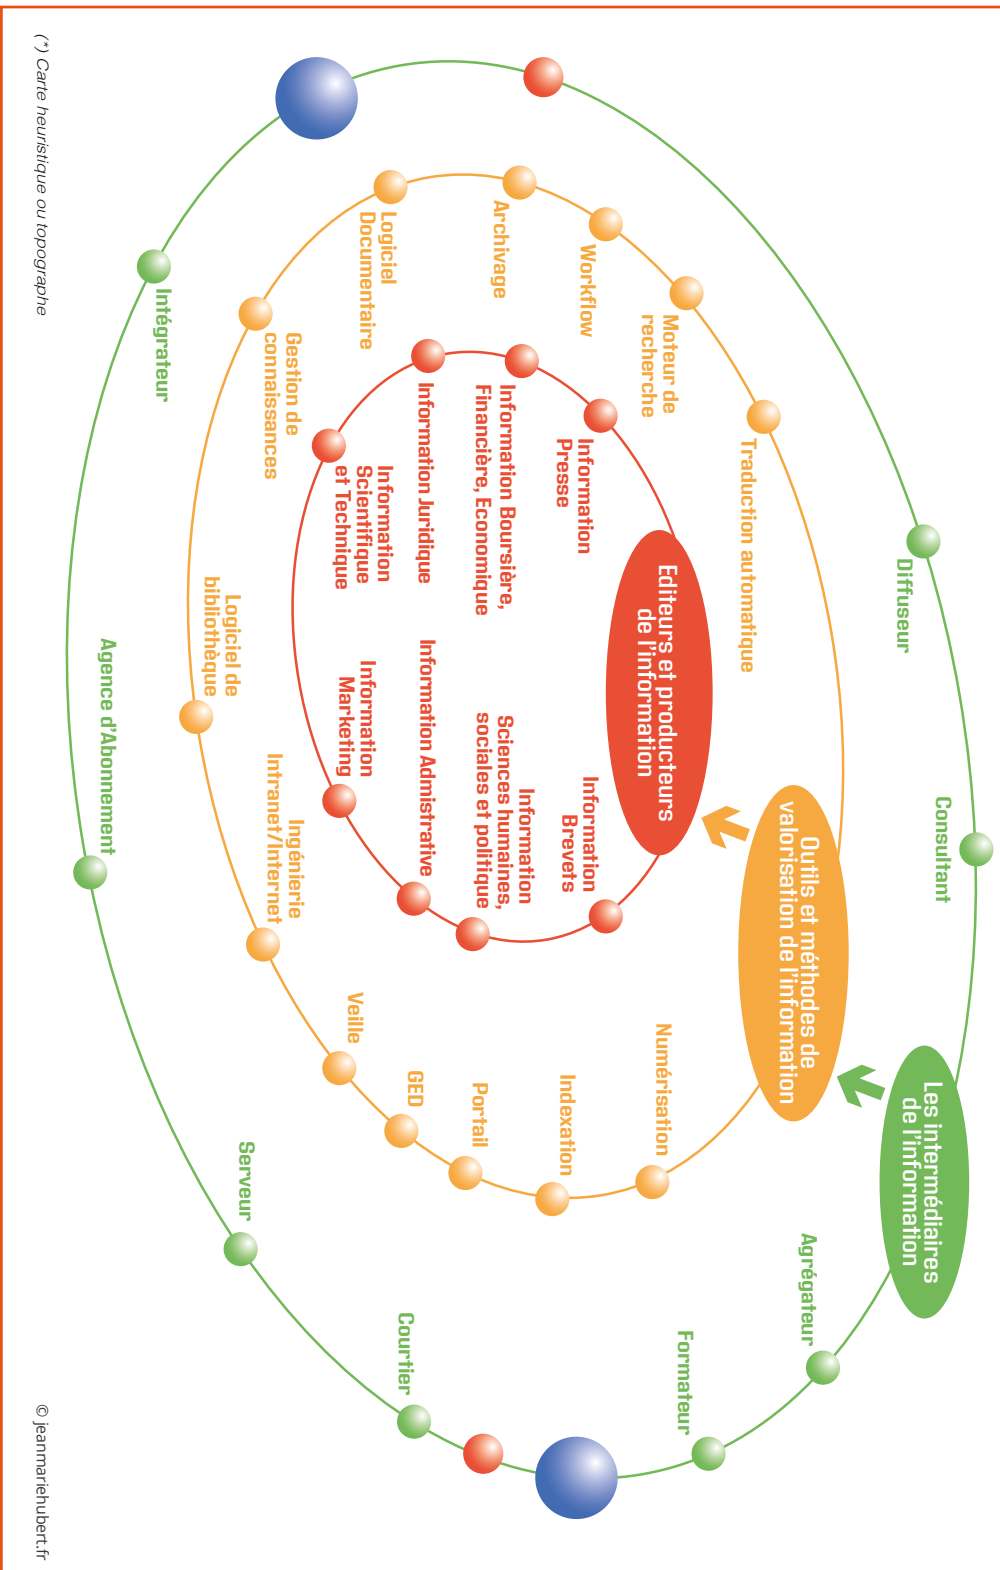 Les intermédiaires
de l'information
Outils et méthodes de
valorisation de l'information
Editeurs et producteurs
de l'information
Consultant
Diffuseur
Agrégateur
Formateur
Courtier
Serveur
Agence d'Abonnement
Intégrateur
Traduction automatique
Moteur de
recherche
Workflow
Archivage
Logiciel
Documentaire
Gestion de
connaissances
Logiciel de
bibliothèque
Ingénierie
Intranet/Internet
Veille
GED
Portail
Indexation
Numérisation
Information
Presse
Information Boursière,
Financière, Economique
Information Juridique
Information
Scientifique
et Technique
Information
Marketing
Information Admistrative
Information
Sciences humaines,
sociales et politique
Information
Brevets
(*) Carte heuristique ou topographe
© jeanmariehubert.fr